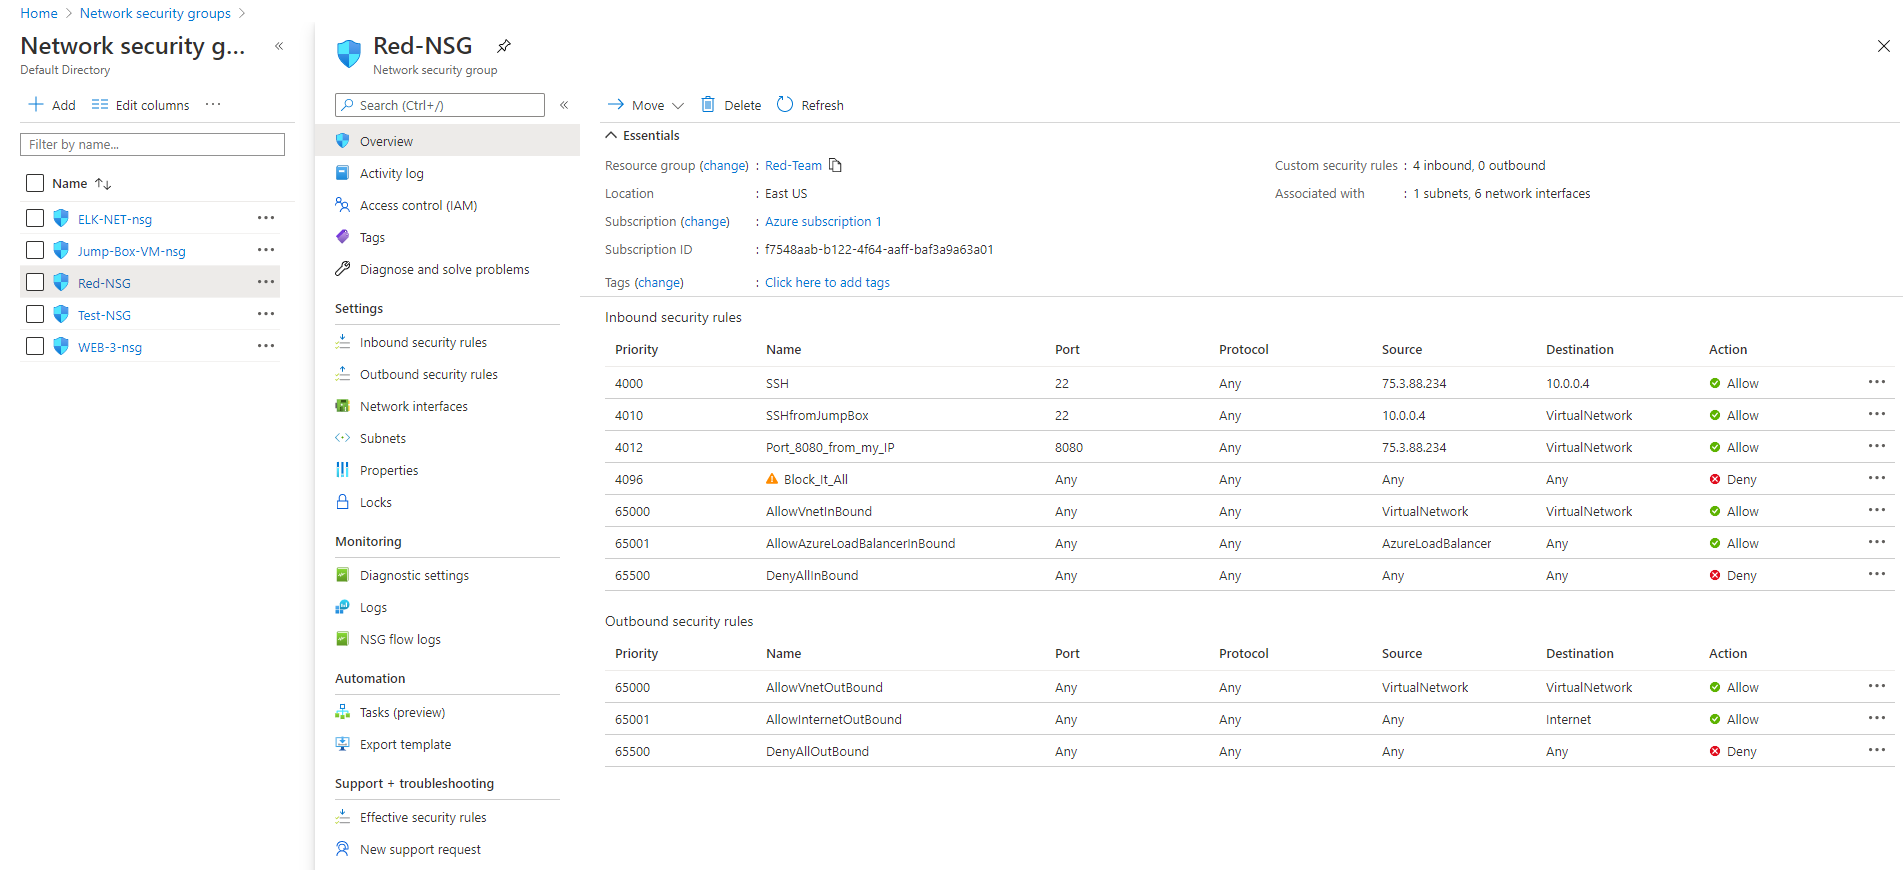 Home > Network security groups >
Network security g... «
Default Directory
Add Edit columns ...
Filter by name...
Name ↑↓
ELK-NET-nsg ...
Jump-Box-VM-nsg ...
Red-NSG ...
Test-NSG ...
WEB-3-nsg ...
Red-NSG
Network security group
Search (Ctrl+/) «
Overview
Activity log
Access control (IAM)
Tags
Diagnose and solve problems
Settings
Inbound security rules
Outbound security rules
Network interfaces
Subnets
Properties
Locks
Monitoring
Diagnostic settings
Logs
NSG flow logs
Automation
Tasks (preview)
Export template
Support + troubleshooting
Effective security rules
New support request
Move Delete Refresh
Essentials
Resource group (change) : Red-Team
Location : East US
Subscription (change) : Azure subscription 1
Subscription ID : f7548aab-b122-4f64-aaff-baf3a9a63a01
Tags (change) : Click here to add tags
Custom security rules : 4 inbound, 0 outbound
Associated with : 1 subnets, 6 network interfaces
Inbound security rules
Priority Name Port Protocol Source Destination Action
4000 SSH 22 Any 75.3.88.234 10.0.0.4 Allow ...
4010 SSHfromJumpBox 22 Any 10.0.0.4 VirtualNetwork Allow ...
4012 Port_8080_from_my_IP 8080 Any 75.3.88.234 VirtualNetwork Allow ...
4096 Block_It_All Any Any Any Any Deny ...
65000 AllowVnetInBound Any Any VirtualNetwork VirtualNetwork Allow ...
65001 AllowAzureLoadBalancerInBound Any Any AzureLoadBalancer Any Allow ...
65500 DenyAllInBound Any Any Any Any Deny ...
Outbound security rules
Priority Name Port Protocol Source Destination Action
65000 AllowVnetOutBound Any Any VirtualNetwork VirtualNetwork Allow ...
65001 AllowInternetOutBound Any Any Any Internet Allow ...
65500 DenyAllOutBound Any Any Any Any Deny ...